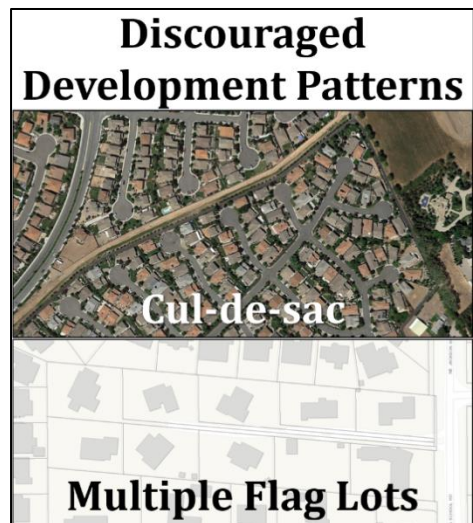 Discouraged
Development Patterns
Cul-de-sac
Multiple Flag Lots